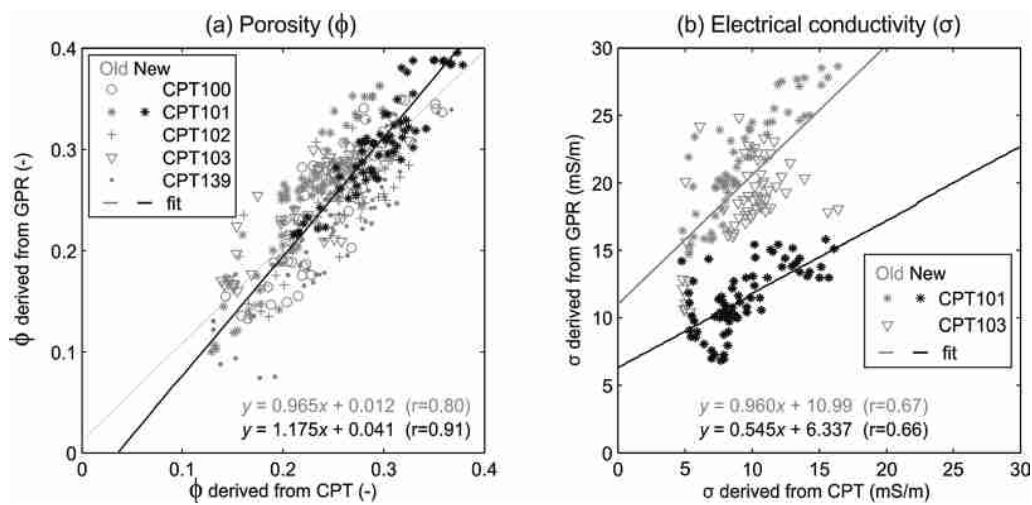 (a) Porosity (ϕ)
0.4
0.3
0.2
0.1
0
ϕ derived from GPR (-)
Old New
CPT100
CPT101
CPT102
CPT103
CPT139
fit
y = 0.965x + 0.012 (r=0.80)
y = 1.175x + 0.041 (r=0.91)
0 0.1 0.2 0.3 0.4
ϕ derived from CPT (-)
(b) Electrical conductivity (σ)
30
25
20
15
10
5
0
σ derived from GPR (mS/m)
Old New
CPT101
CPT103
fit
y = 0.960x + 10.99 (r=0.67)
y = 0.545x + 6.337 (r=0.66)
0 5 10 15 20 25 30
σ derived from CPT (mS/m)